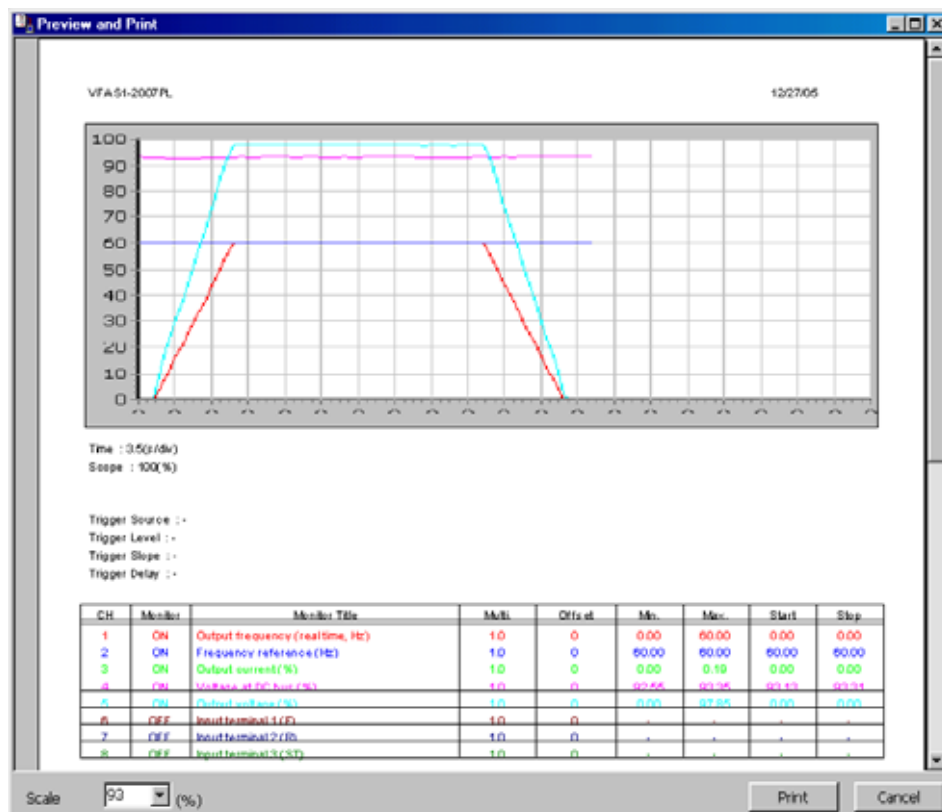 Preview and Print
VFAS1-2007PL 12/27/05
100
90
80
70
60
50
40
30
20
10
0
Time : 3.5(s/div)
Scope : 100(%)
Trigger Source : -
Trigger Level : -
Trigger Slope : -
Trigger Delay : -
CH Monitor Monitor Title Multi. Offset Min. Max. Start Stop
1 ON Output frequency (real time, Hz) 1.0 0 0.00 60.00 0.00 0.00
2 ON Frequency reference (Hz) 1.0 0 60.00 60.00 60.00 60.00
3 ON Output current (%) 1.0 0 0.00 0.19 0.00 0.00
4 ON Voltage at DC bus (%) 1.0 0 92.55 93.35 93.13 93.31
5 ON Output voltage (%) 1.0 0 0.00 97.85 0.00 0.00
6 OFF Input terminal 1 (F) 1.0 0 - - - -
7 OFF Input terminal 2 (R) 1.0 0 - - - -
8 OFF Input terminal 3 (ST) 1.0 0 - - - -
Scale 93 (%) Print Cancel